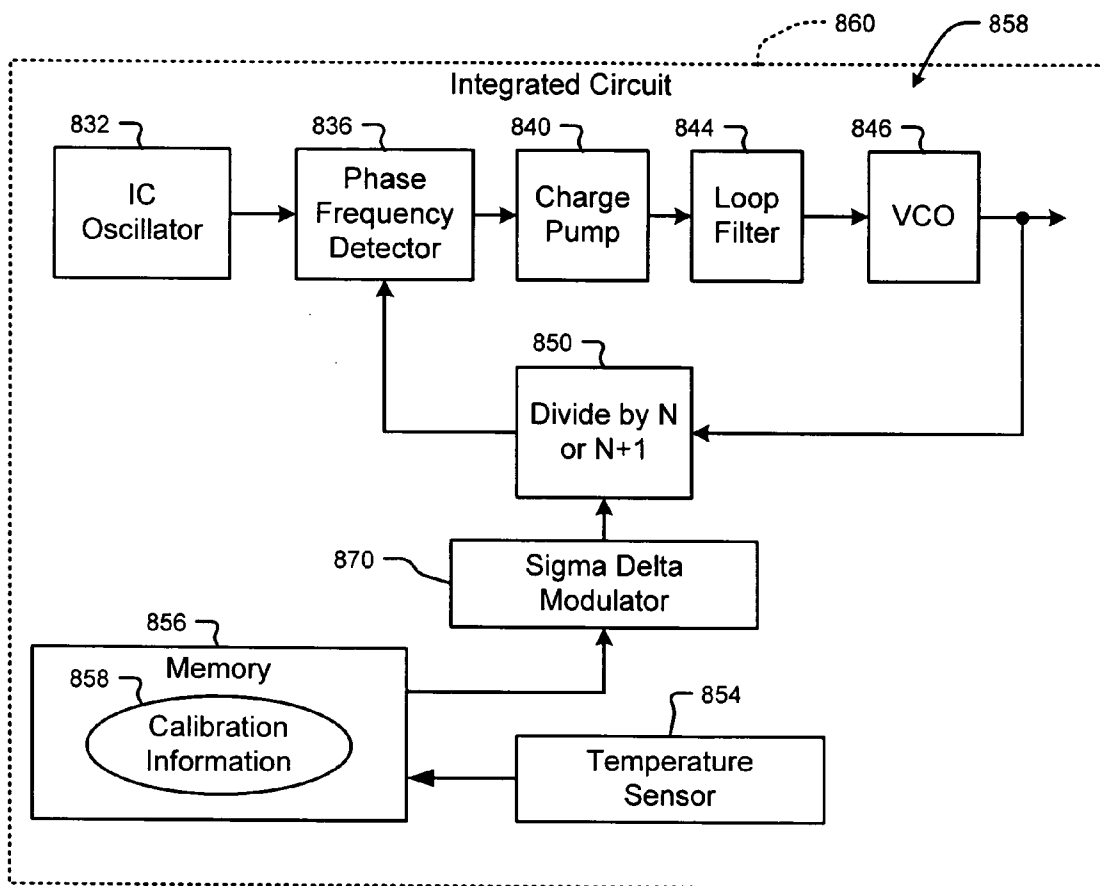 860
858
Integrated Circuit
832
836
840
844
846
IC
Oscillator
Phase
Frequency
Detector
Charge
Pump
Loop
Filter
VCO
850
Divide by N
or N+1
870
Sigma Delta
Modulator
856
Memory
858
Calibration
Information
854
Temperature
Sensor